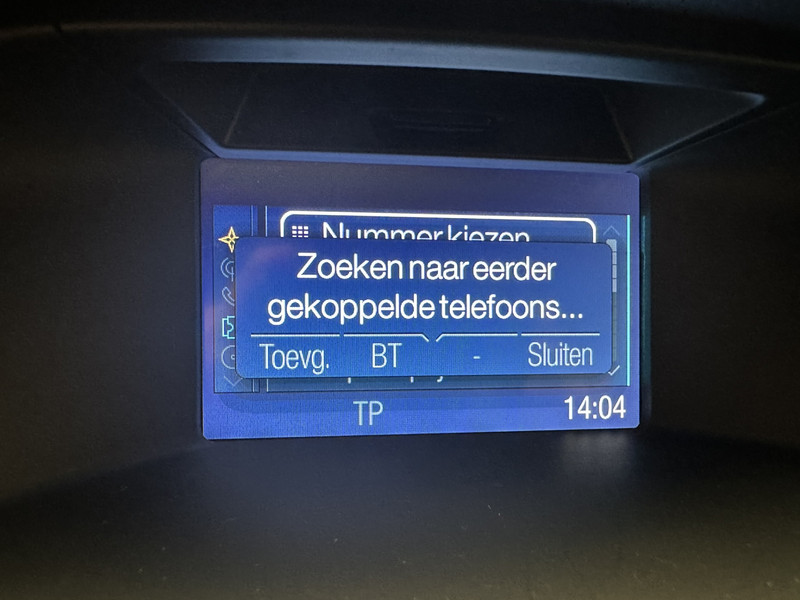 Nummer kiezen
Zoeken naar eerder
gekoppelde telefoons...
Toevg. BT - Sluiten
TP 14:04